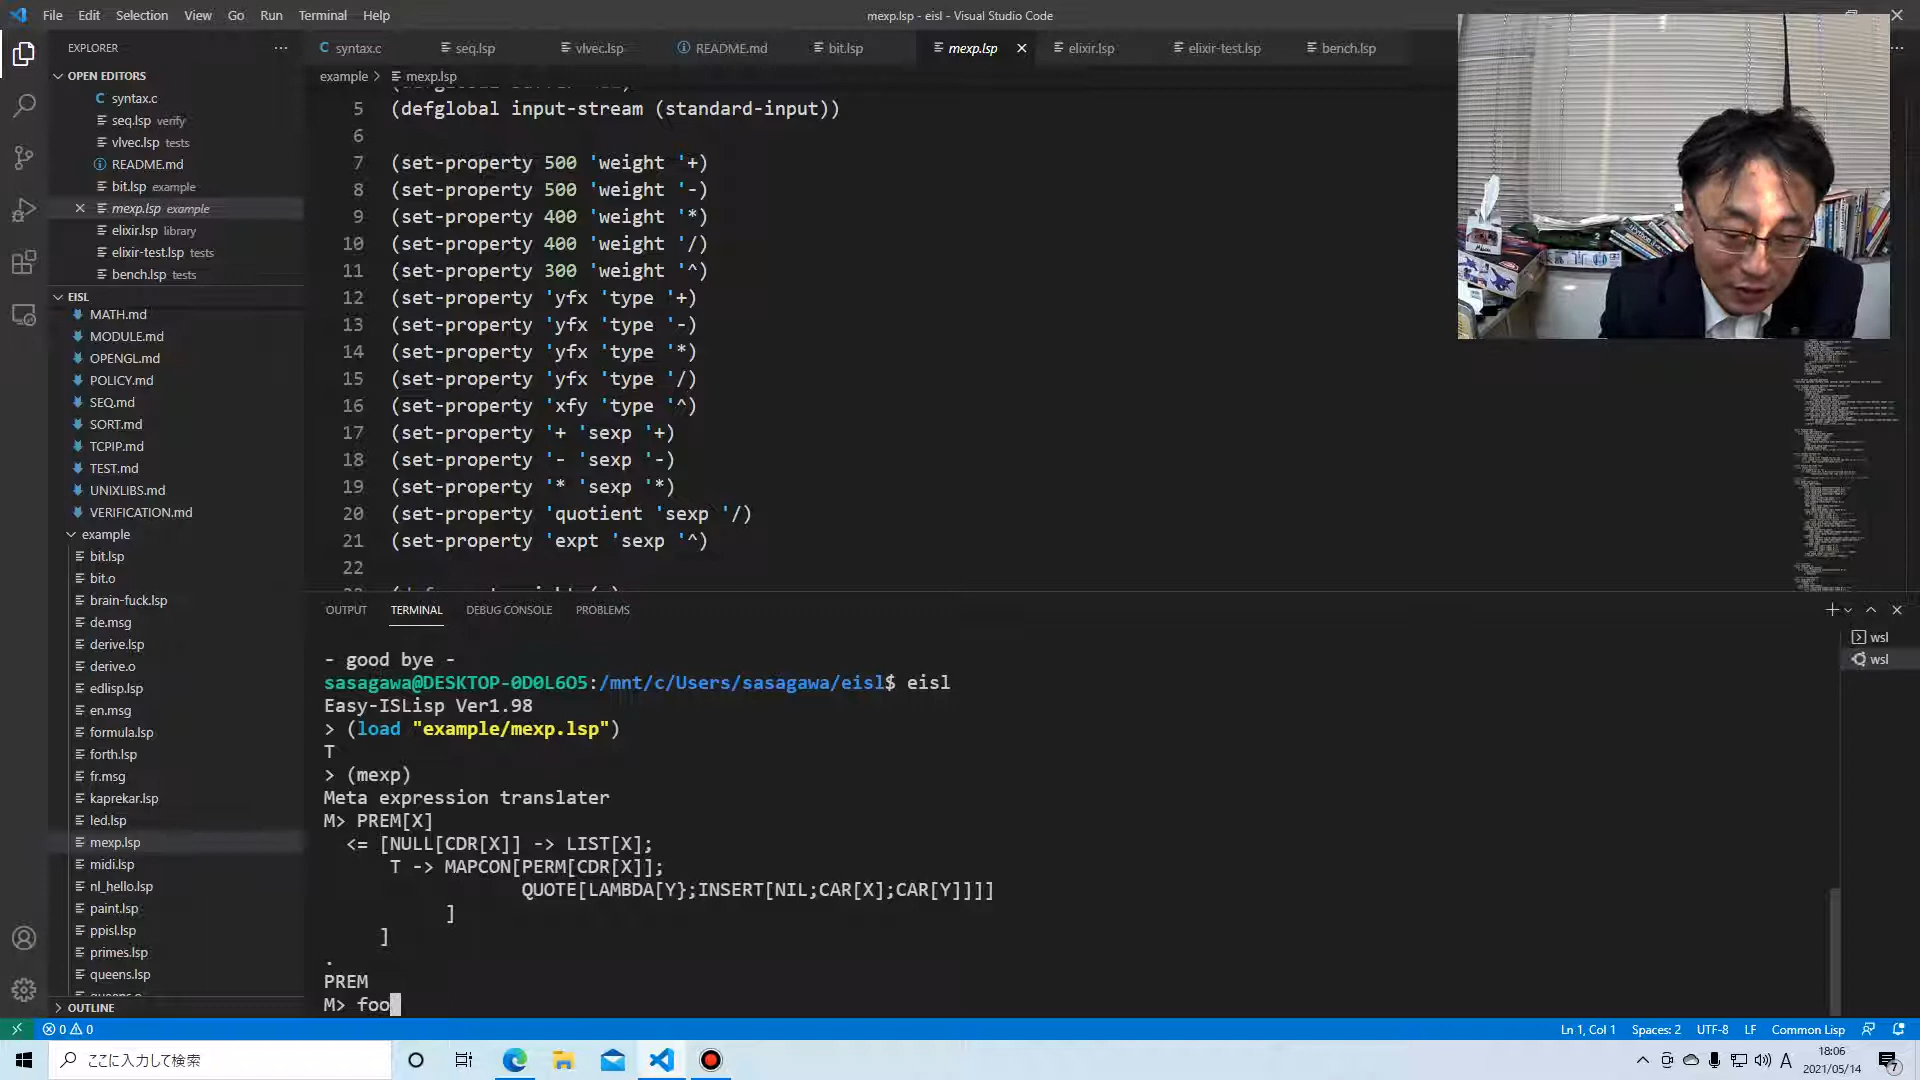 File Edit Selection View Go Run Terminal Help
mexp.lsp - eisl - Visual Studio Code
EXPLORER
syntax.c seq.lsp vlvec.lsp README.md bit.lsp mexp.lsp elixir.lsp elixir-test.lsp bench.lsp
OPEN EDITORS
syntax.c
seq.lsp verify
vlvec.lsp tests
README.md
bit.lsp example
mexp.lsp example
elixir.lsp library
elixir-test.lsp tests
bench.lsp tests
EISL
MATH.md
MODULE.md
OPENGL.md
POLICY.md
SEQ.md
SORT.md
TCPIP.md
TEST.md
UNIXLIBS.md
VERIFICATION.md
example
bit.lsp
bit.o
brain-fuck.lsp
de.msg
derive.lsp
derive.o
edlisp.lsp
en.msg
formula.lsp
forth.lsp
fr.msg
kaprekar.lsp
led.lsp
mexp.lsp
midi.lsp
nl_hello.lsp
paint.lsp
ppisl.lsp
primes.lsp
queens.lsp
OUTLINE
example > mexp.lsp
5 (defglobal input-stream (standard-input))
6
7 (set-property 500 'weight '+)
8 (set-property 500 'weight '-)
9 (set-property 400 'weight '*)
10 (set-property 400 'weight '/)
11 (set-property 300 'weight '^)
12 (set-property 'yfx 'type '+)
13 (set-property 'yfx 'type '-)
14 (set-property 'yfx 'type '*)
15 (set-property 'yfx 'type '/)
16 (set-property 'xfy 'type '^)
17 (set-property '+ 'sexp '+)
18 (set-property '- 'sexp '-)
19 (set-property '* 'sexp '*)
20 (set-property 'quotient 'sexp '/)
21 (set-property 'expt 'sexp '^)
22
OUTPUT TERMINAL DEBUG CONSOLE PROBLEMS
wsl
wsl
- good bye -
sasagawa@DESKTOP-0D0L6O5:/mnt/c/Users/sasagawa/eisl$ eisl
Easy-ISLisp Ver1.98
> (load "example/mexp.lsp")
T
> (mexp)
Meta expression translater
M> PREM[X]
<= [NULL[CDR[X]] -> LIST[X];
T -> MAPCON[PERM[CDR[X]];
QUOTE[LAMBDA[Y};INSERT[NIL;CAR[X];CAR[Y]]]]
]
]
.
PREM
M> foo
0 0 Ln 1, Col 1 Spaces: 2 UTF-8 LF Common Lisp
ここに入力して検索
A 18:06
2021/05/14
7